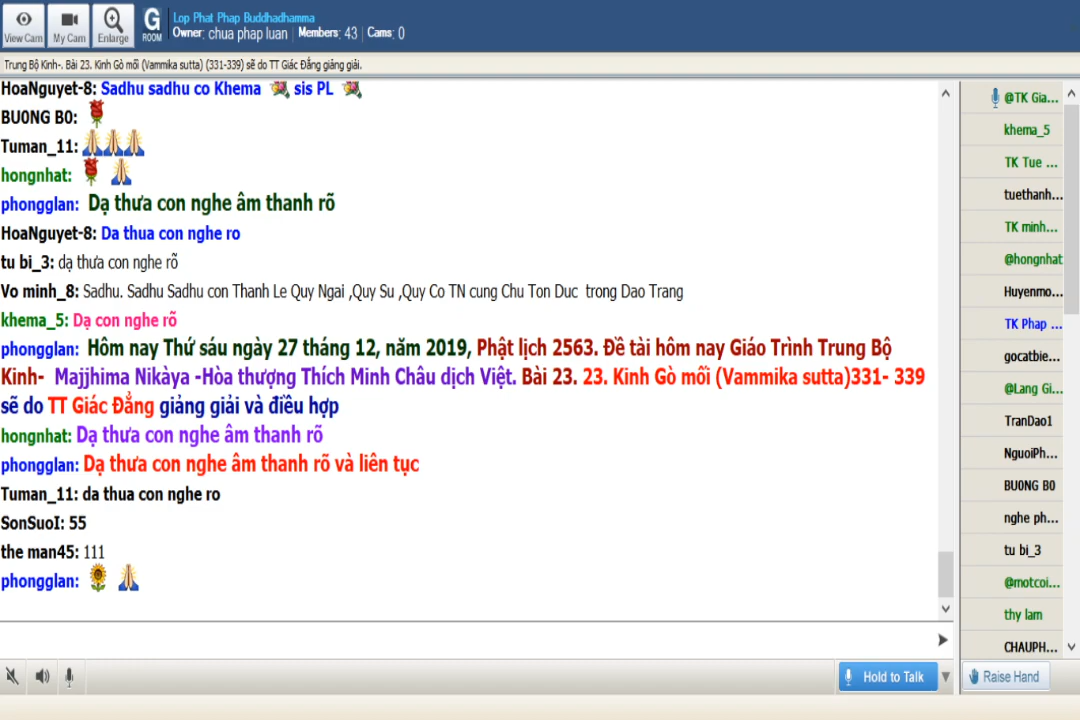 View Cam
My Cam
Enlarge
G
ROOM
Lop Phat Phap Buddhadhamma
Owner: chua phap luan | Members: 43 | Cams: 0
Trung Bộ Kinh-. Bài 23. Kinh Gò mối (Vammika sutta) (331-339) sẽ do TT Giác Đẳng giảng giải.
HoaNguyet-8: Sadhu sadhu co Khema sis PL
BU0NG B0:
Tuman_11:
hongnhat:
phongglan: Dạ thưa con nghe âm thanh rõ
HoaNguyet-8: Da thua con nghe ro
tu bi_3: dạ thưa con nghe rõ
Vo minh_8: Sadhu. Sadhu Sadhu con Thanh Le Quy Ngai ,Quy Su ,Quy Co TN cung Chu Ton Duc trong Dao Trang
khema_5: Dạ con nghe rõ
phongglan: Hôm nay Thứ sáu ngày 27 tháng 12, năm 2019, Phật lịch 2563. Đề tài hôm nay Giáo Trình Trung Bộ
Kinh- Majjhima Nikàya -Hòa thượng Thích Minh Châu dịch Việt. Bài 23. 23. Kinh Gò mối (Vammika sutta)331- 339
sẽ do TT Giác Đẳng giảng giải và điều hợp
hongnhat: Dạ thưa con nghe âm thanh rõ
phongglan: Dạ thưa con nghe âm thanh rõ và liên tục
Tuman_11: da thua con nghe ro
SonSuoI: 55
the man45: 111
phongglan:
@TK Gia...
khema_5
TK Tue ...
tuethanh...
TK minh...
@hongnhat
Huyenmo...
TK Phap ...
gocatbie...
@Lang Gi...
TranDao1
NguoiPh...
BU0NG B0
nghe ph...
tu bi_3
@motcoi...
thy lam
CHAUPH...
Hold to Talk
Raise Hand